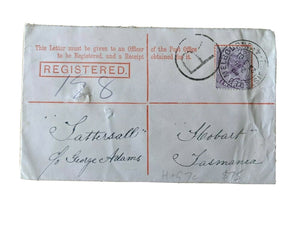 This Letter must be given to an Officer of the Post Office
to be Registered, and a Receipt obtained for it.
REGISTERED.
"Tattersall" "Hobart"
c/o George Adams Tasmania